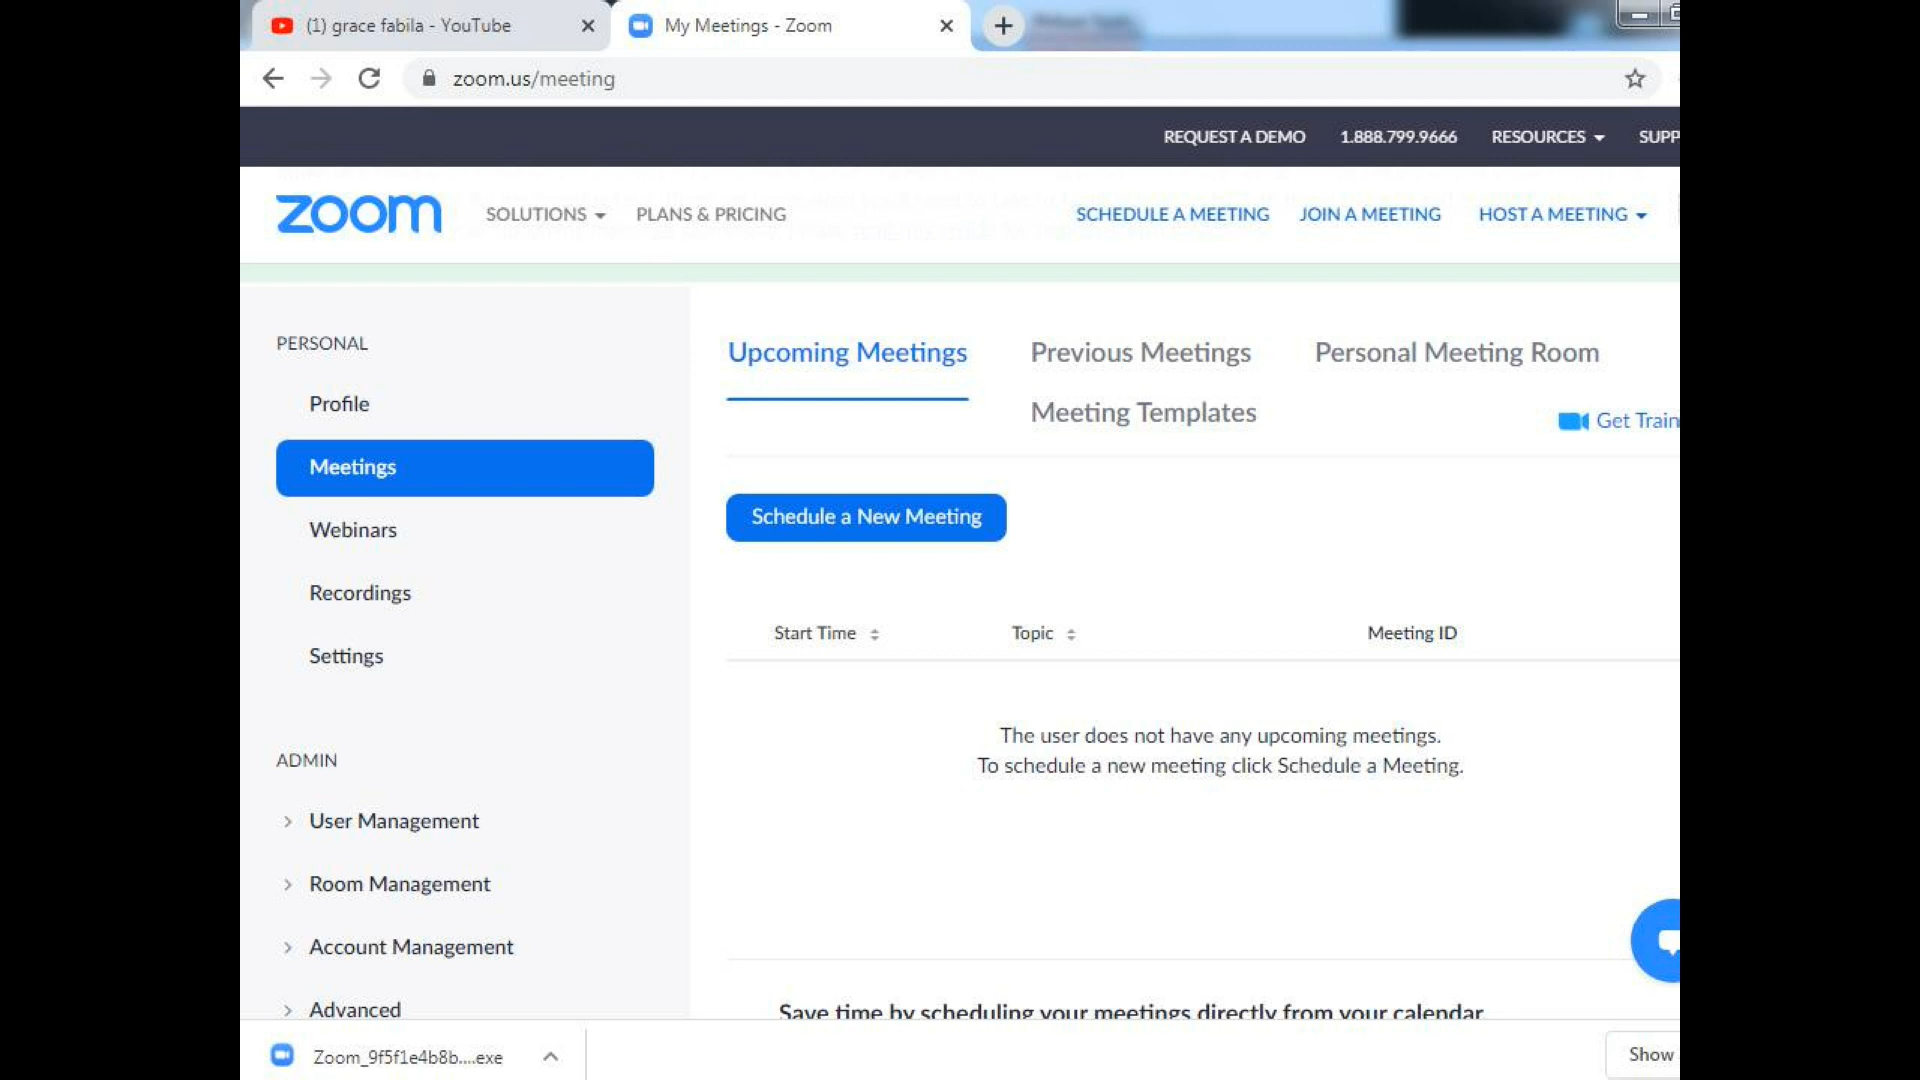 (1) grace fabila - YouTube
My Meetings - Zoom
zoom.us/meeting
REQUEST A DEMO 1.888.799.9666 RESOURCES SUPP
zoom SOLUTIONS PLANS & PRICING SCHEDULE A MEETING JOIN A MEETING HOST A MEETING
PERSONAL
Profile
Meetings
Webinars
Recordings
Settings
ADMIN
User Management
Room Management
Account Management
Advanced
Upcoming Meetings Previous Meetings Personal Meeting Room
Meeting Templates
Get Train
Schedule a New Meeting
Start Time Topic Meeting ID
The user does not have any upcoming meetings.
To schedule a new meeting click Schedule a Meeting.
Save time by scheduling your meetings directly from your calendar
Zoom_9f5f1e4b8b....exe
Show